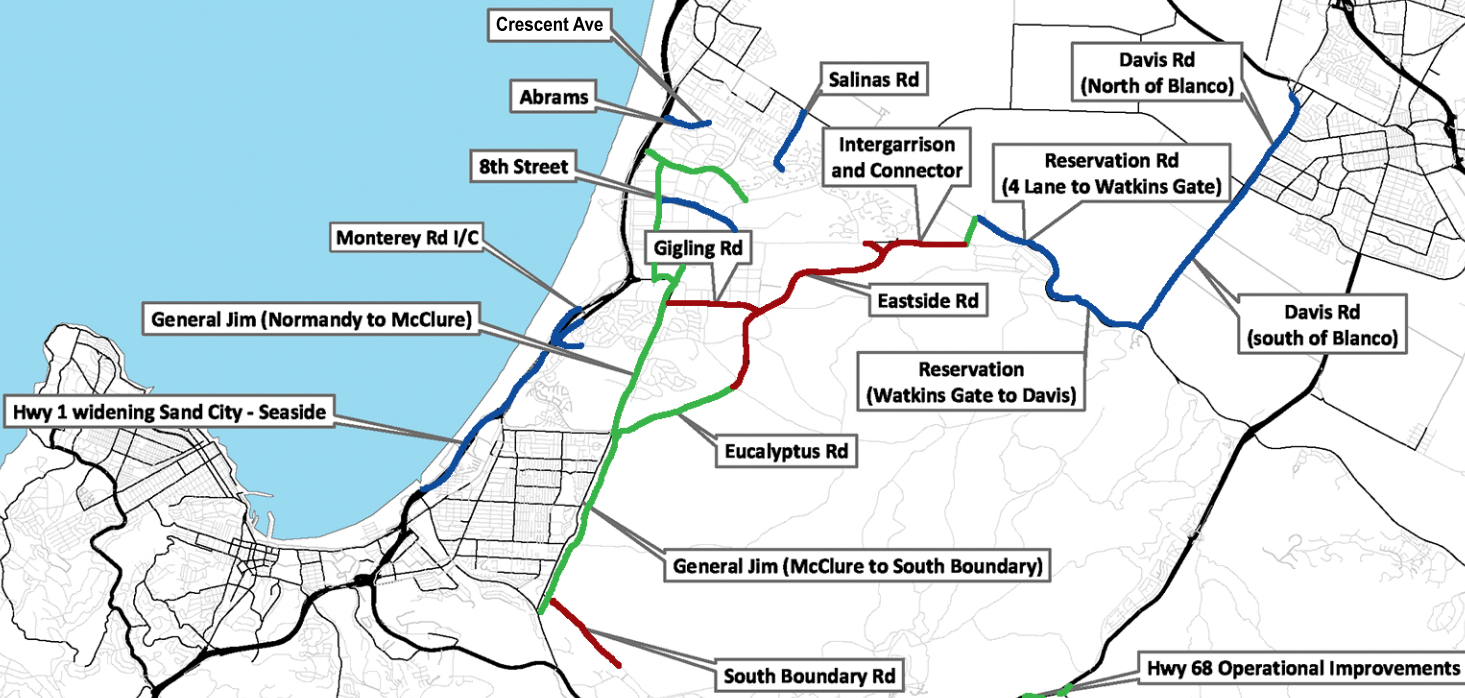 Crescent Ave
Abrams
Salinas Rd
Davis Rd
(North of Blanco)
8th Street
Intergarrison
and Connector
Reservation Rd
(4 Lane to Watkins Gate)
Monterey Rd I/C
Gigling Rd
General Jim (Normandy to McClure)
Eastside Rd
Davis Rd
(south of Blanco)
Reservation
(Watkins Gate to Davis)
Hwy 1 widening Sand City - Seaside
Eucalyptus Rd
General Jim (McClure to South Boundary)
South Boundary Rd
Hwy 68 Operational Improvements